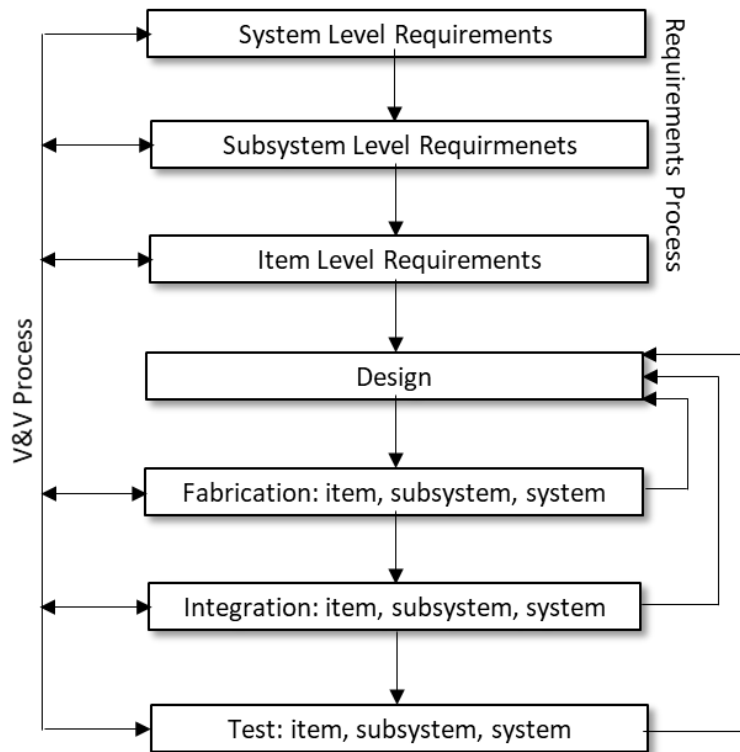 System Level Requirements
Requirements Process
Subsystem Level Requirmenets
Item Level Requirements
V&V Process
Design
Fabrication: item, subsystem, system
Integration: item, subsystem, system
Test: item, subsystem, system